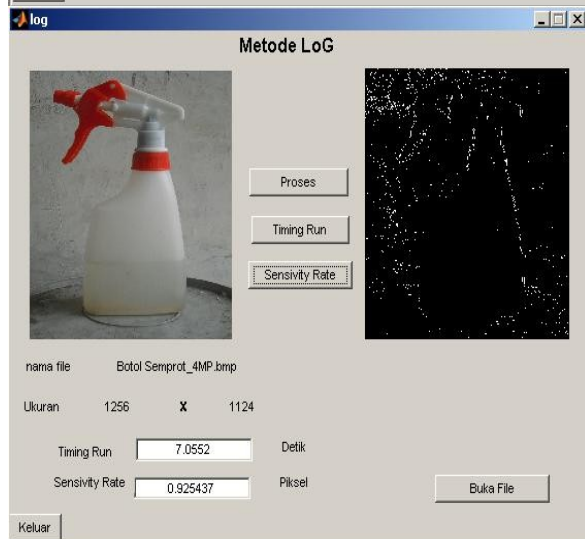 log
Metode LoG
Proses
Timing Run
Sensivity Rate
nama file Botol Semprot_4MP.bmp
Ukuran 1256 X 1124
Timing Run 7.0552 Detik
Sensivity Rate 0.925437 Piksel
Buka File
Keluar